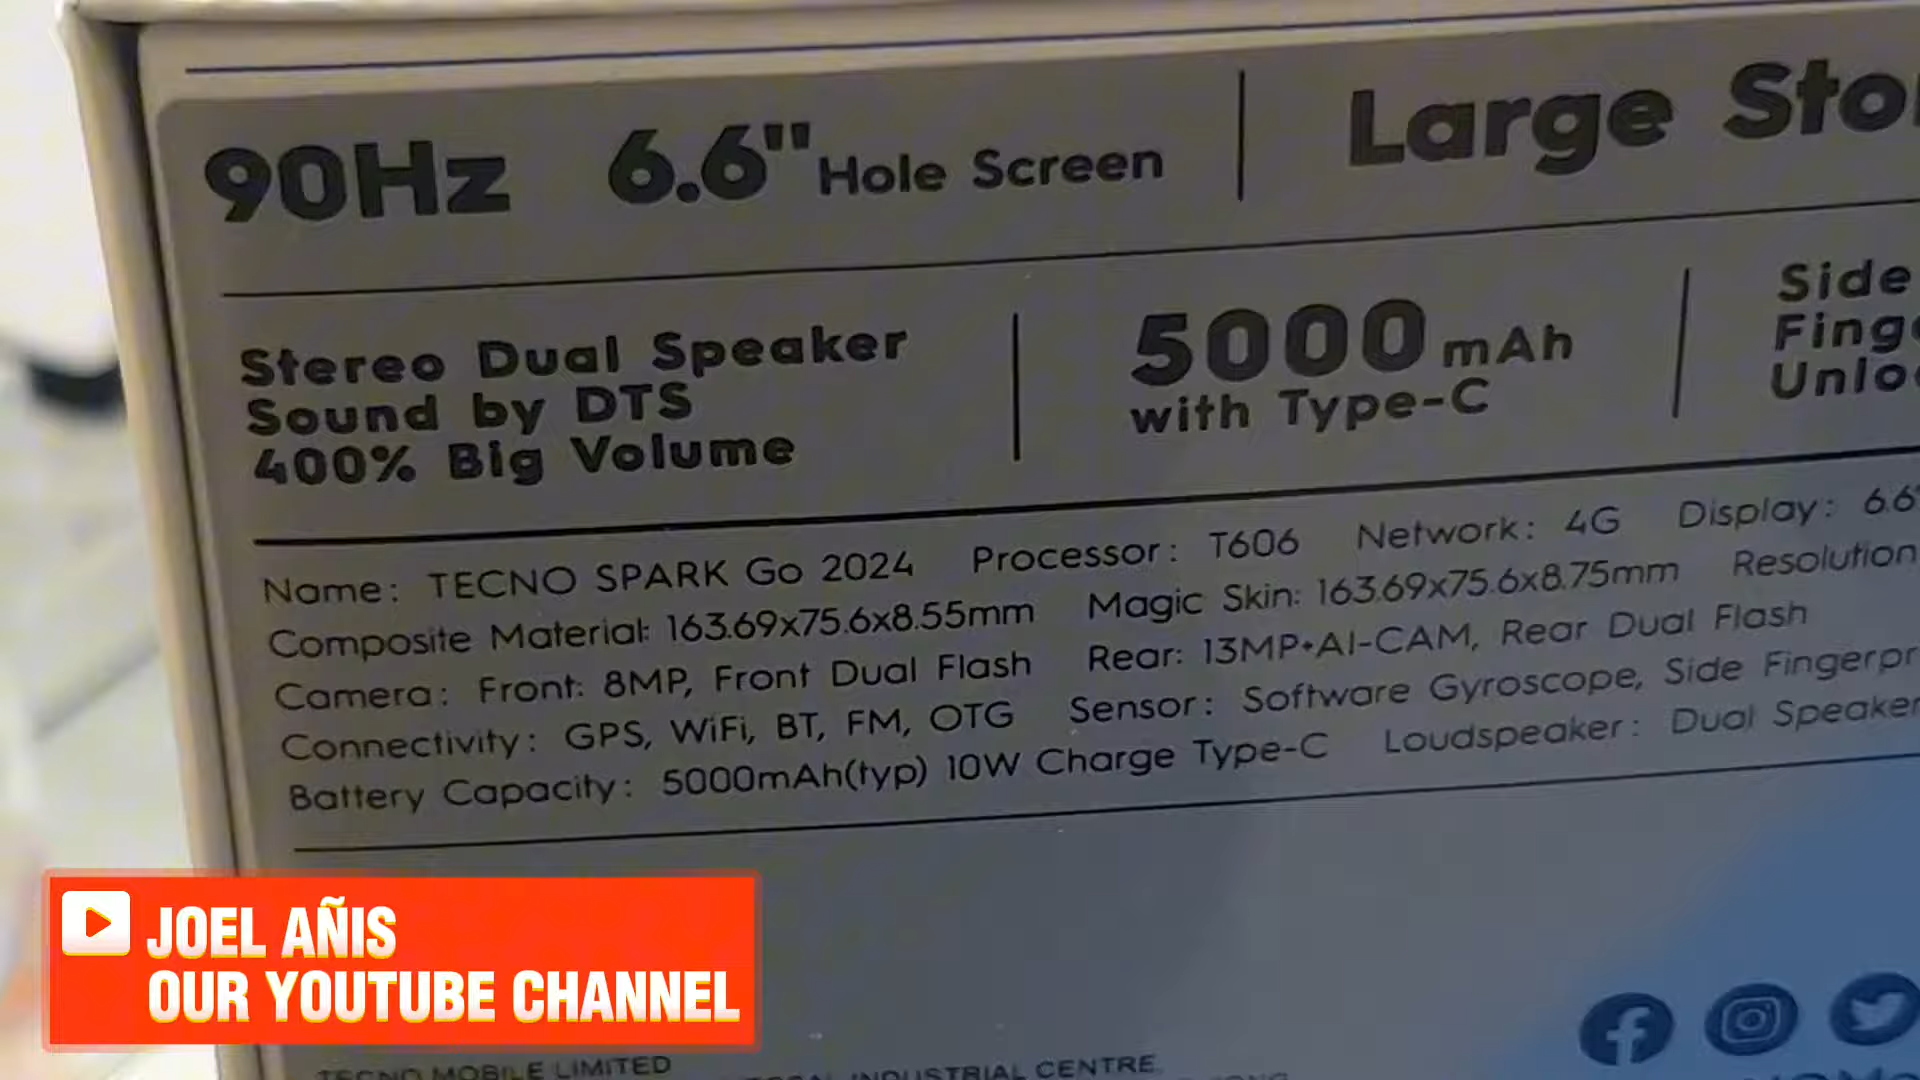 90Hz 6.6" Hole Screen
Large
Stereo Dual Speaker
Sound by DTS
400% Big Volume
5000 mAh
with Type-C
Side
Name: TECNO SPARK Go 2024 Processor: T606 Network: 4G Display: 6.6"
Composite Material: 163.69x75.6x8.55mm Magic Skin: 163.69x75.6x8.75mm Resolution
Camera: Front: 8MP, Front Dual Flash Rear: 13MP+AI-CAM, Rear Dual Flash
Connectivity: GPS, WiFi, BT, FM, OTG Sensor: Software Gyroscope, Side
Battery Capacity: 5000mAh(typ) 10W Charge Type-C Loudspeaker: Dual Speaker
JOEL AÑIS
OUR YOUTUBE CHANNEL
TECNO MOBILE LIMITED
INDUSTRIAL CENTRE,